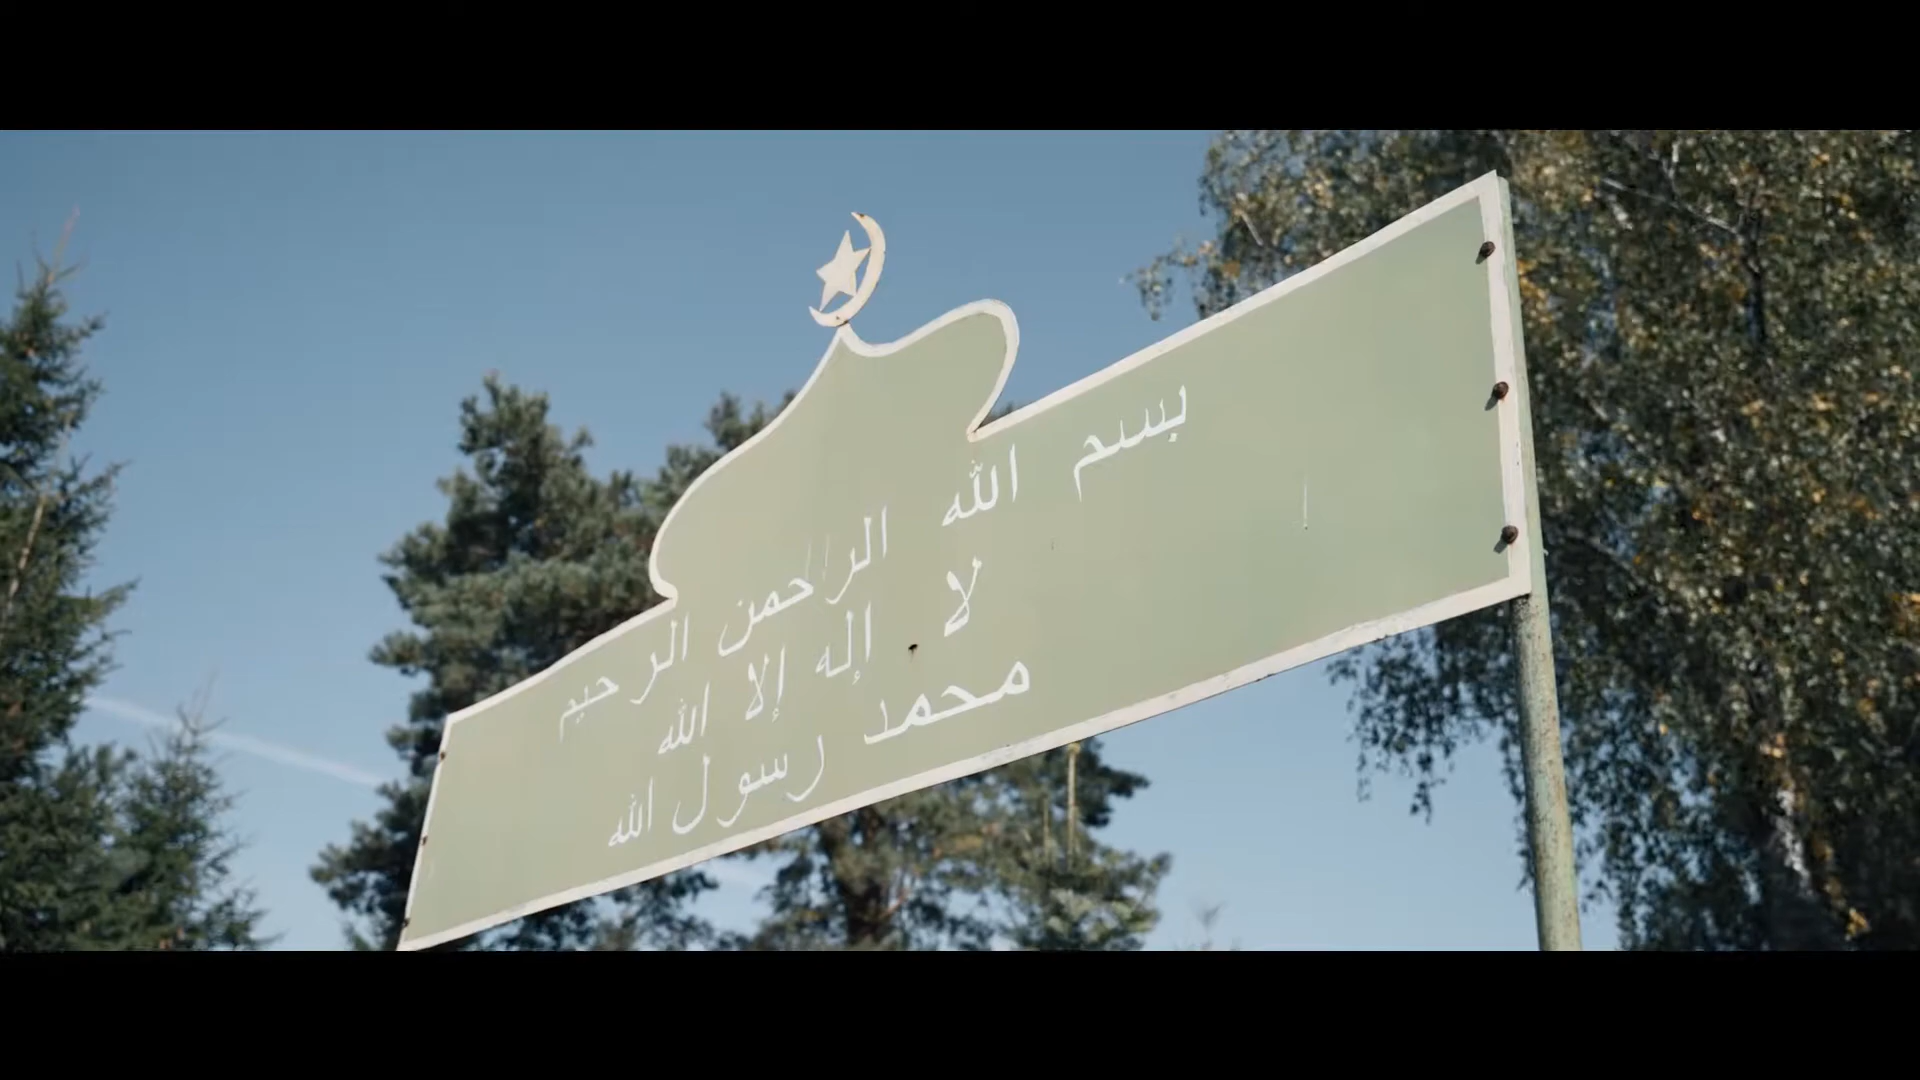 بسم الله الراحمن الرحيم
لا إله إلا الله
محمد رسول الله